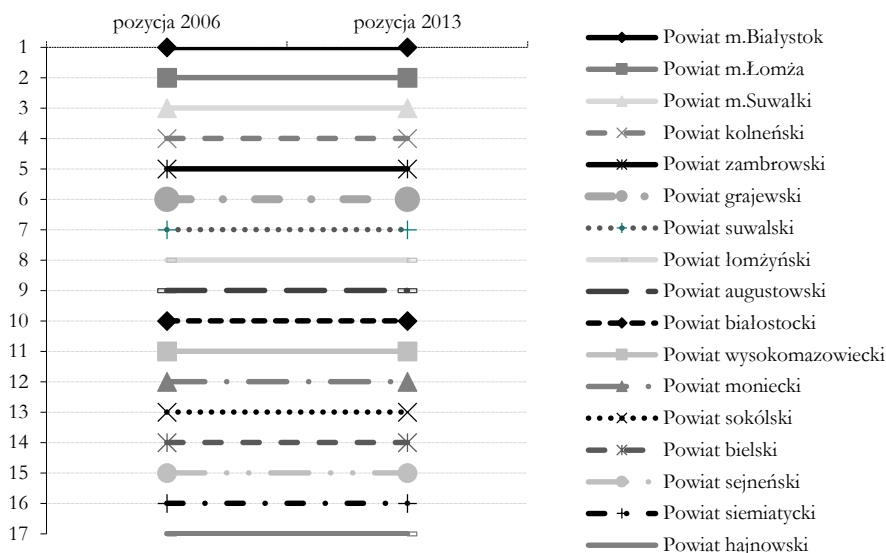 pozycja 2006 pozycja 2013
1
2
3
4
5
6
7
8
9
10
11
12
13
14
15
16
17
Powiat m.Białystok
Powiat m.Łomża
Powiat m.Suwałki
Powiat kolneński
Powiat zambrowski
Powiat grajewski
Powiat suwalski
Powiat łomżyński
Powiat augustowski
Powiat białostocki
Powiat wysokomazowiecki
Powiat moniecki
Powiat sokólski
Powiat bielski
Powiat sejneński
Powiat siemiatycki
Powiat hajnowski